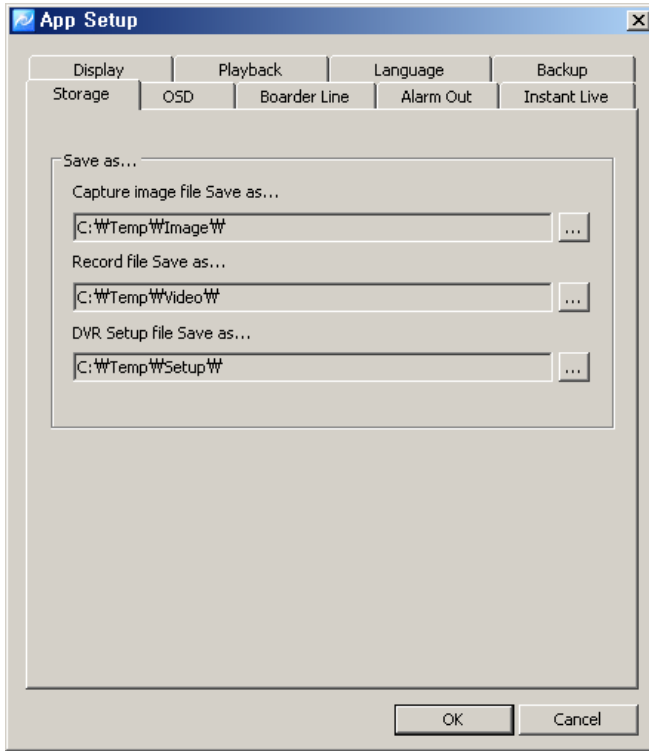 App Setup
Display Playback Language Backup
Storage OSD Boarder Line Alarm Out Instant Live
Save as...
Capture image file Save as...
C:₩Temp₩Image₩ ...
Record file Save as...
C:₩Temp₩Video₩ ...
DVR Setup file Save as...
C:₩Temp₩Setup₩ ...
OK Cancel